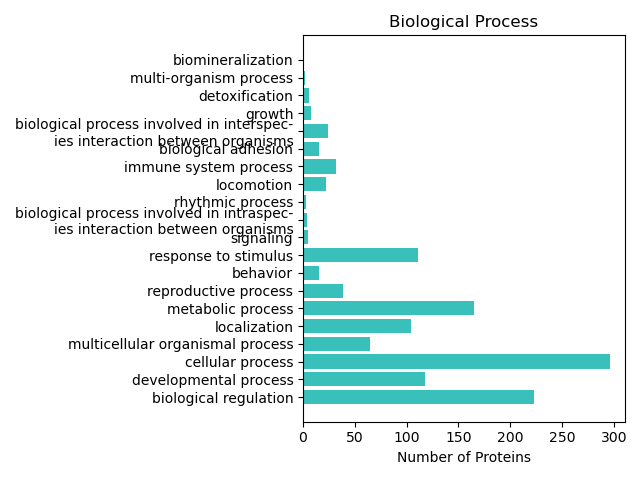 Biological Process
biomineralization
multi-organism process
detoxification
growth
biological process involved in interspec-
ies interaction between organisms
biological adhesion
immune system process
locomotion
rhythmic process
biological process involved in intraspec-
ies interaction between organisms
signaling
response to stimulus
behavior
reproductive process
metabolic process
localization
multicellular organismal process
cellular process
developmental process
biological regulation
0 50 100 150 200 250 300
Number of Proteins